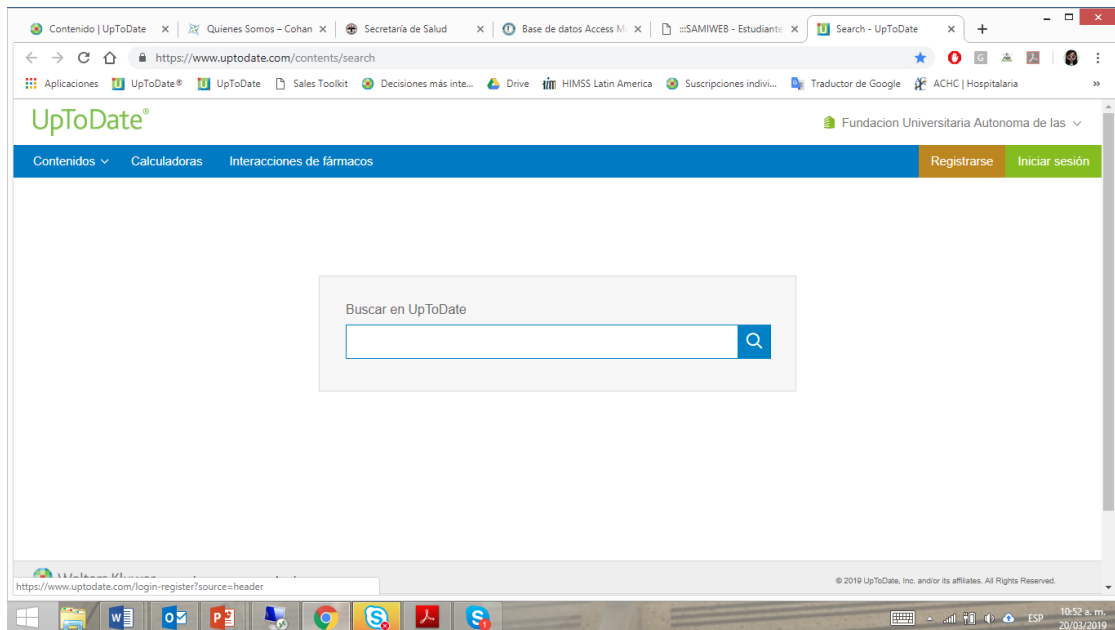 Contenido | UpToDate
Quienes Somos – Cohan
Secretaría de Salud
Base de datos Access M
:::SAMIWEB - Estudiante
Search - UpToDate
https://www.uptodate.com/contents/search
Aplicaciones
UpToDate®
UpToDate
Sales Toolkit
Decisiones más inte...
Drive
HIMSS Latin America
Suscripciones indivi...
Traductor de Google
ACHC | Hospitalaria
»
UpToDate®
Fundacion Universitaria Autonoma de las
Contenidos
Calculadoras
Interacciones de fármacos
Registrarse
Iniciar sesión
Buscar en UpToDate
https://www.uptodate.com/login-register?source=header
© 2019 UpToDate, Inc. and/or its affiliates. All Rights Reserved.
ESP
10:52 a. m.
20/03/2019